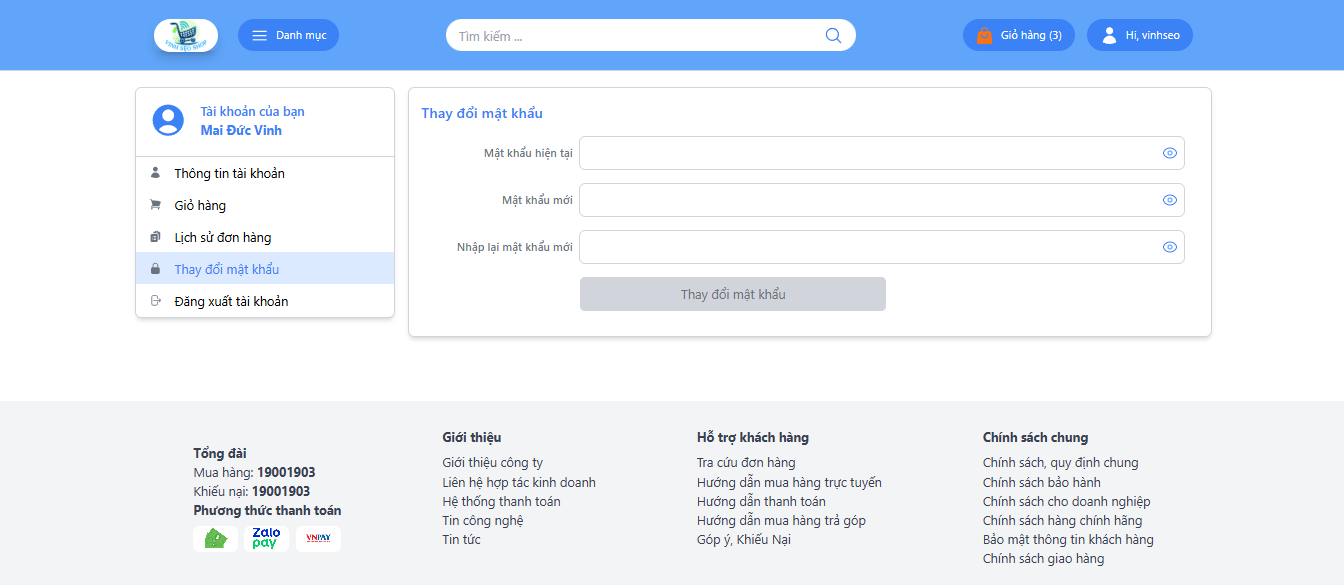 VINH SEO SHOP
Danh mục
Tìm kiếm ...
Giỏ hàng (3)
Hi, vinhseo
Tài khoản của bạn
Mai Đức Vinh
Thông tin tài khoản
Giỏ hàng
Lịch sử đơn hàng
Thay đổi mật khẩu
Đăng xuất tài khoản
Thay đổi mật khẩu
Mật khẩu hiện tại
Mật khẩu mới
Nhập lại mật khẩu mới
Thay đổi mật khẩu
Tổng đài
Mua hàng: 19001903
Khiếu nại: 19001903
Phương thức thanh toán
Zalo
pay
VNPAY
Giới thiệu
Giới thiệu công ty
Liên hệ hợp tác kinh doanh
Hệ thống thanh toán
Tin công nghệ
Tin tức
Hỗ trợ khách hàng
Tra cứu đơn hàng
Hướng dẫn mua hàng trực tuyến
Hướng dẫn thanh toán
Hướng dẫn mua hàng trả góp
Góp ý, Khiếu Nại
Chính sách chung
Chính sách, quy định chung
Chính sách bảo hành
Chính sách cho doanh nghiệp
Chính sách hàng chính hãng
Bảo mật thông tin khách hàng
Chính sách giao hàng